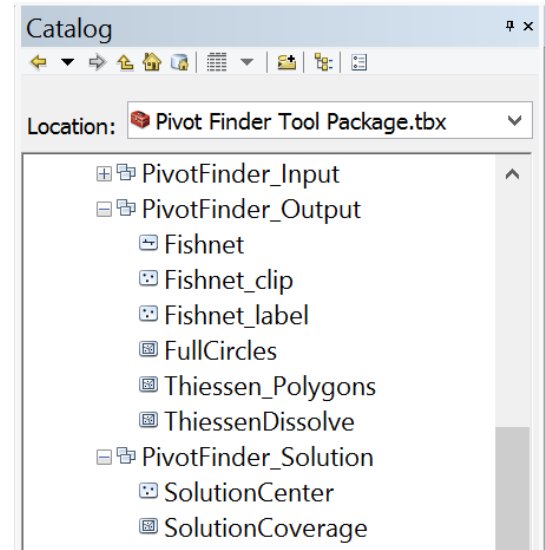 Catalog
Location: Pivot Finder Tool Package.tbx
PivotFinder_Input
PivotFinder_Output
Fishnet
Fishnet_clip
Fishnet_label
FullCircles
Thiessen_Polygons
ThiessenDissolve
PivotFinder_Solution
SolutionCenter
SolutionCoverage